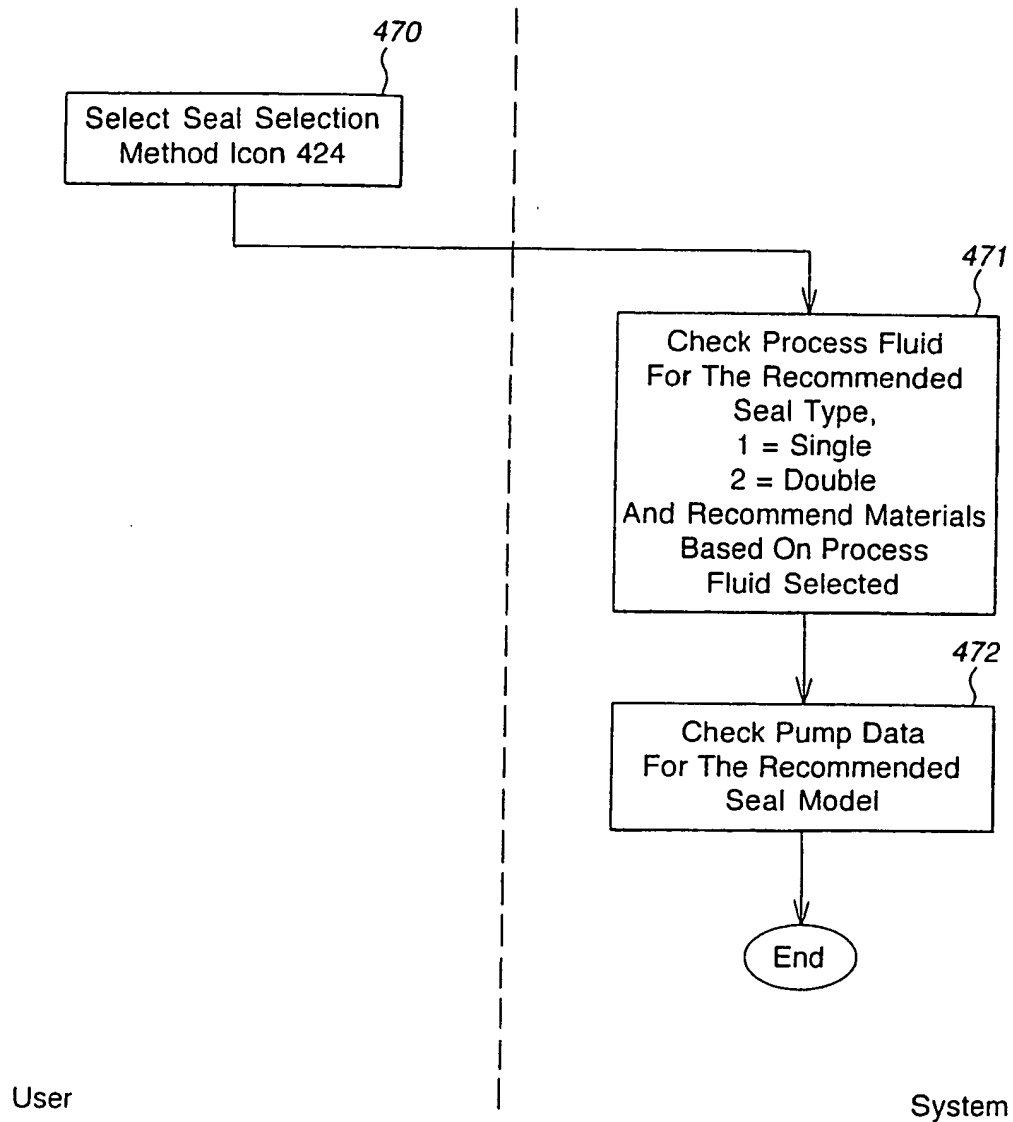 470
Select Seal Selection
Method Icon 424
471
Check Process Fluid
For The Recommended
Seal Type,
1 = Single
2 = Double
And Recommend Materials
Based On Process
Fluid Selected
472
Check Pump Data
For The Recommended
Seal Model
End
User
System